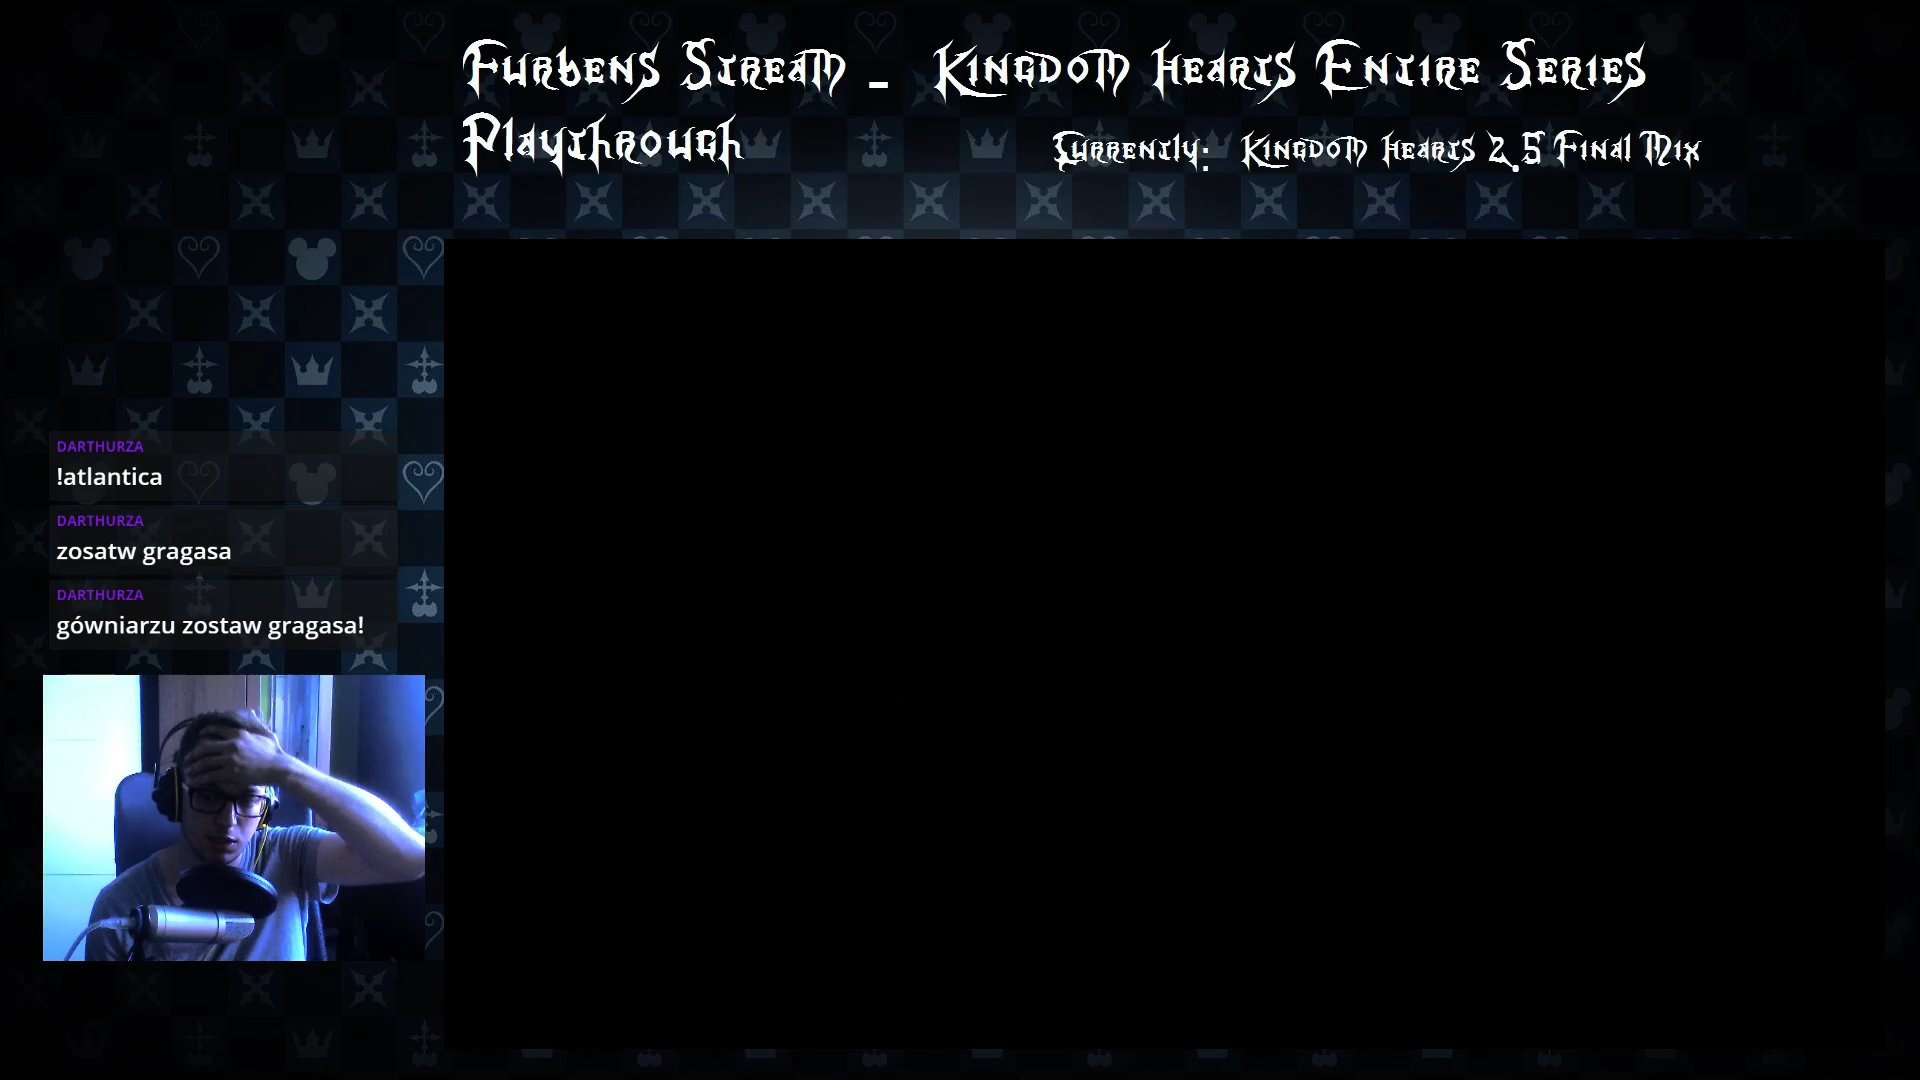 Furbens Stream - Kingdom Hearts Entire Series
Playthrough
Currently: Kingdom Hearts 2.5 Final Mix
DARTHURZA
!atlantica
DARTHURZA
zosatw gragasa
DARTHURZA
gówniarzu zostaw gragasa!